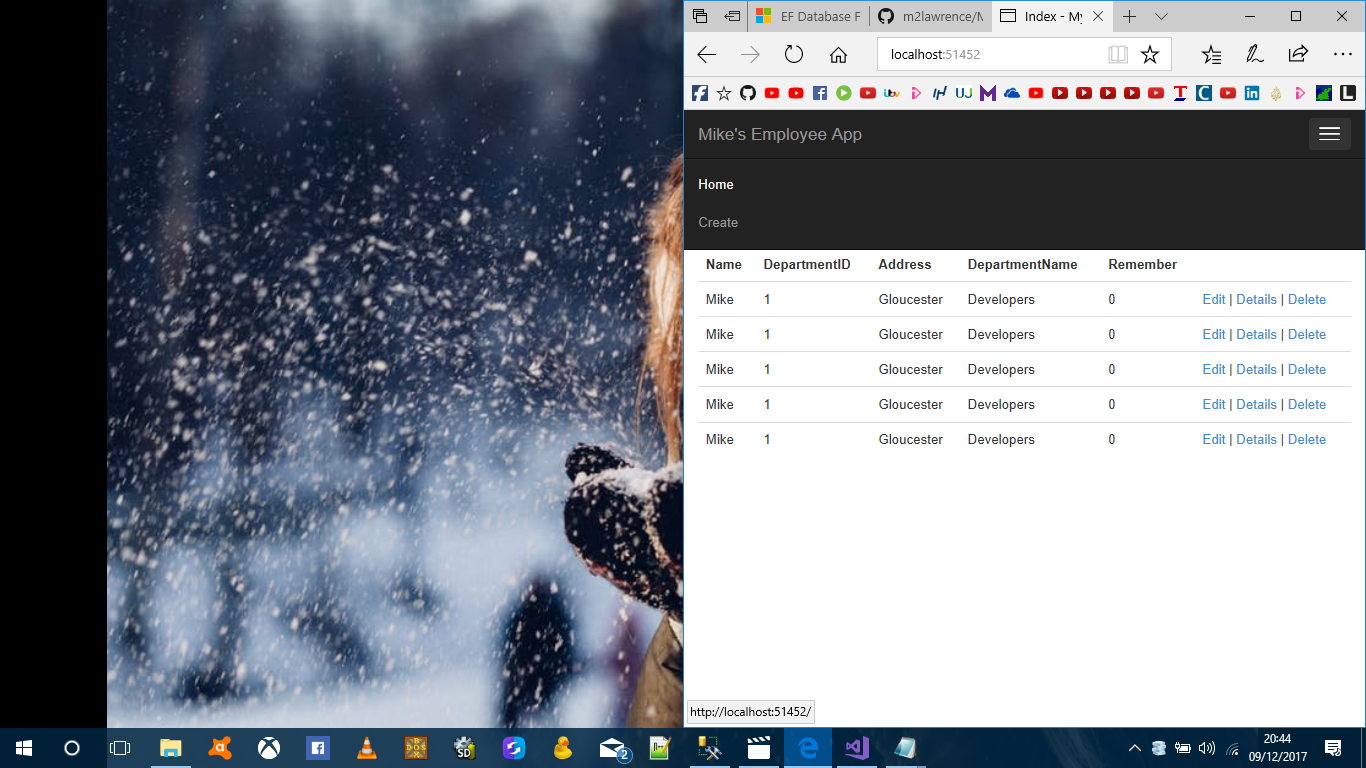 EF Database F
m2lawrence/M
Index - My
localhost:51452
Mike's Employee App
Home
Create
Name DepartmentID Address DepartmentName Remember
Mike 1 Gloucester Developers 0 Edit | Details | Delete
Mike 1 Gloucester Developers 0 Edit | Details | Delete
Mike 1 Gloucester Developers 0 Edit | Details | Delete
Mike 1 Gloucester Developers 0 Edit | Details | Delete
Mike 1 Gloucester Developers 0 Edit | Details | Delete
http://localhost:51452/
20:44
09/12/2017